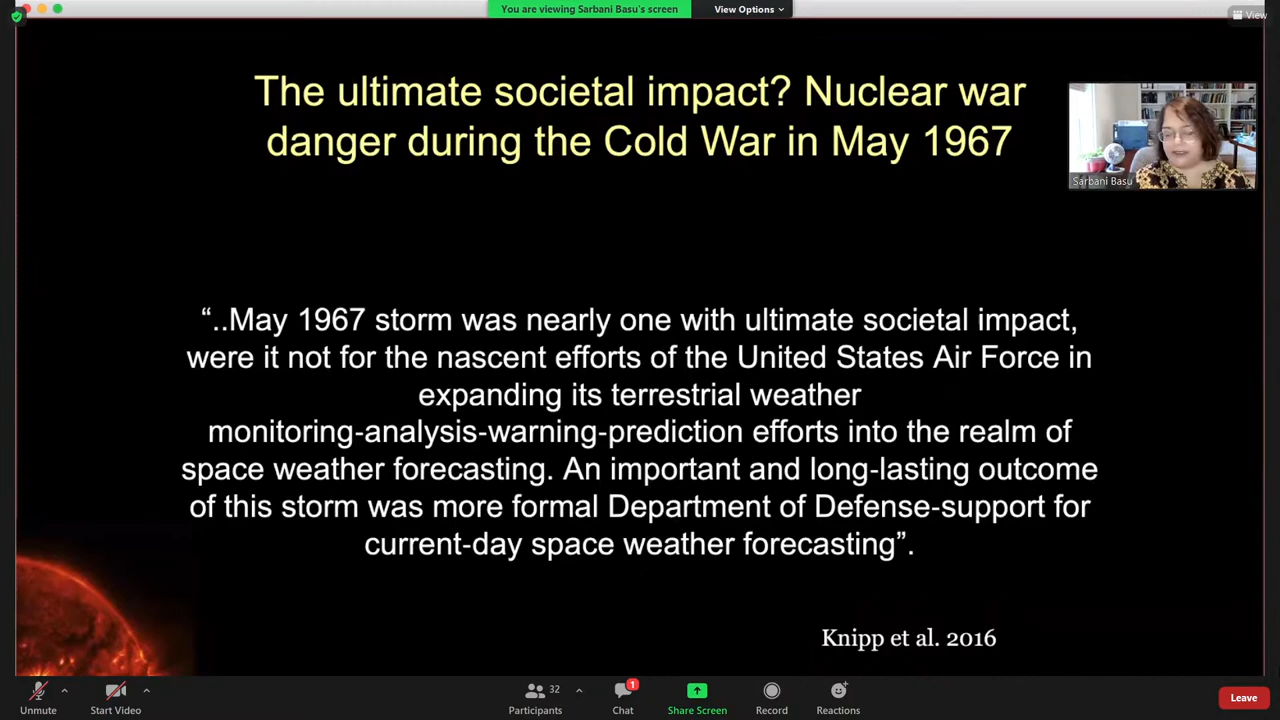 You are viewing Sarbani Basu's screen
View Options
View
The ultimate societal impact? Nuclear war
danger during the Cold War in May 1967
Sarbani Basu
“..May 1967 storm was nearly one with ultimate societal impact,
were it not for the nascent efforts of the United States Air Force in
expanding its terrestrial weather
monitoring-analysis-warning-prediction efforts into the realm of
space weather forecasting. An important and long-lasting outcome
of this storm was more formal Department of Defense-support for
current-day space weather forecasting”.
Knipp et al. 2016
Unmute
Start Video
32
Participants
1
Chat
Share Screen
Record
Reactions
Leave